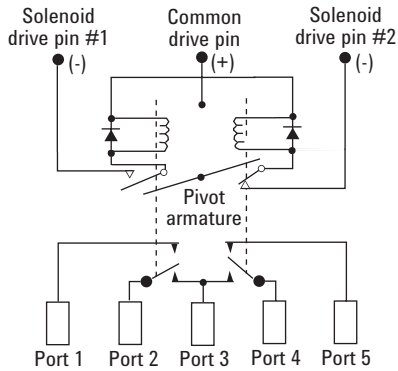 Solenoid
drive pin #1
(-)
Common
drive pin
(+)
Solenoid
drive pin #2
(-)
Pivot
armature
Port 1
Port 2
Port 3
Port 4
Port 5